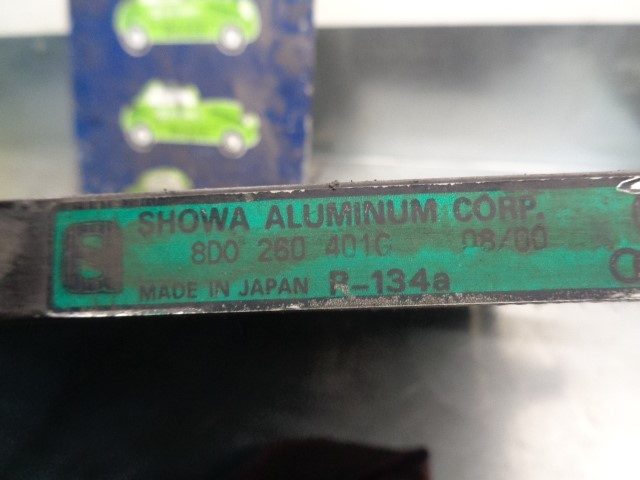 SHOWA ALUMINUM CORP.
8D0 260 401C 08/00
MADE IN JAPAN R-134a